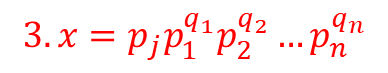 3. x = p_j p_1^{q_1} p_2^{q_2} … p_n^{q_n}